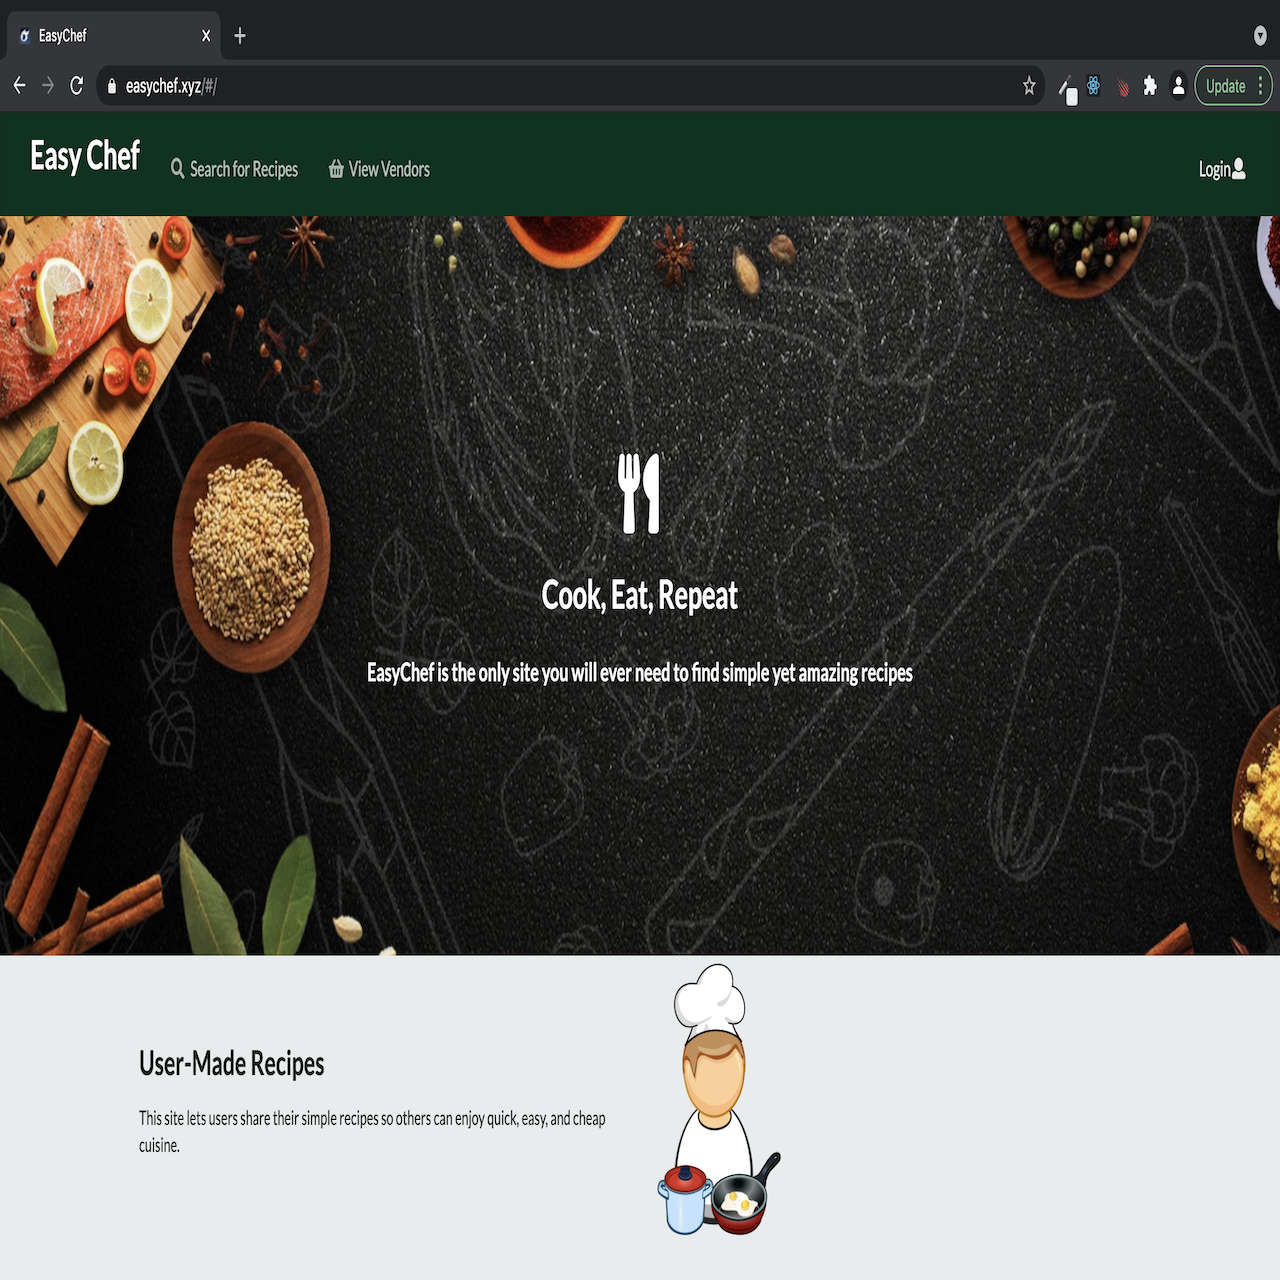 EasyChef
easychef.xyz/#/
Update
Easy Chef
Search for Recipes
View Vendors
Login
Cook, Eat, Repeat
EasyChef is the only site you will ever need to find simple yet amazing recipes
User-Made Recipes
This site lets users share their simple recipes so others can enjoy quick, easy, and cheap
cuisine.